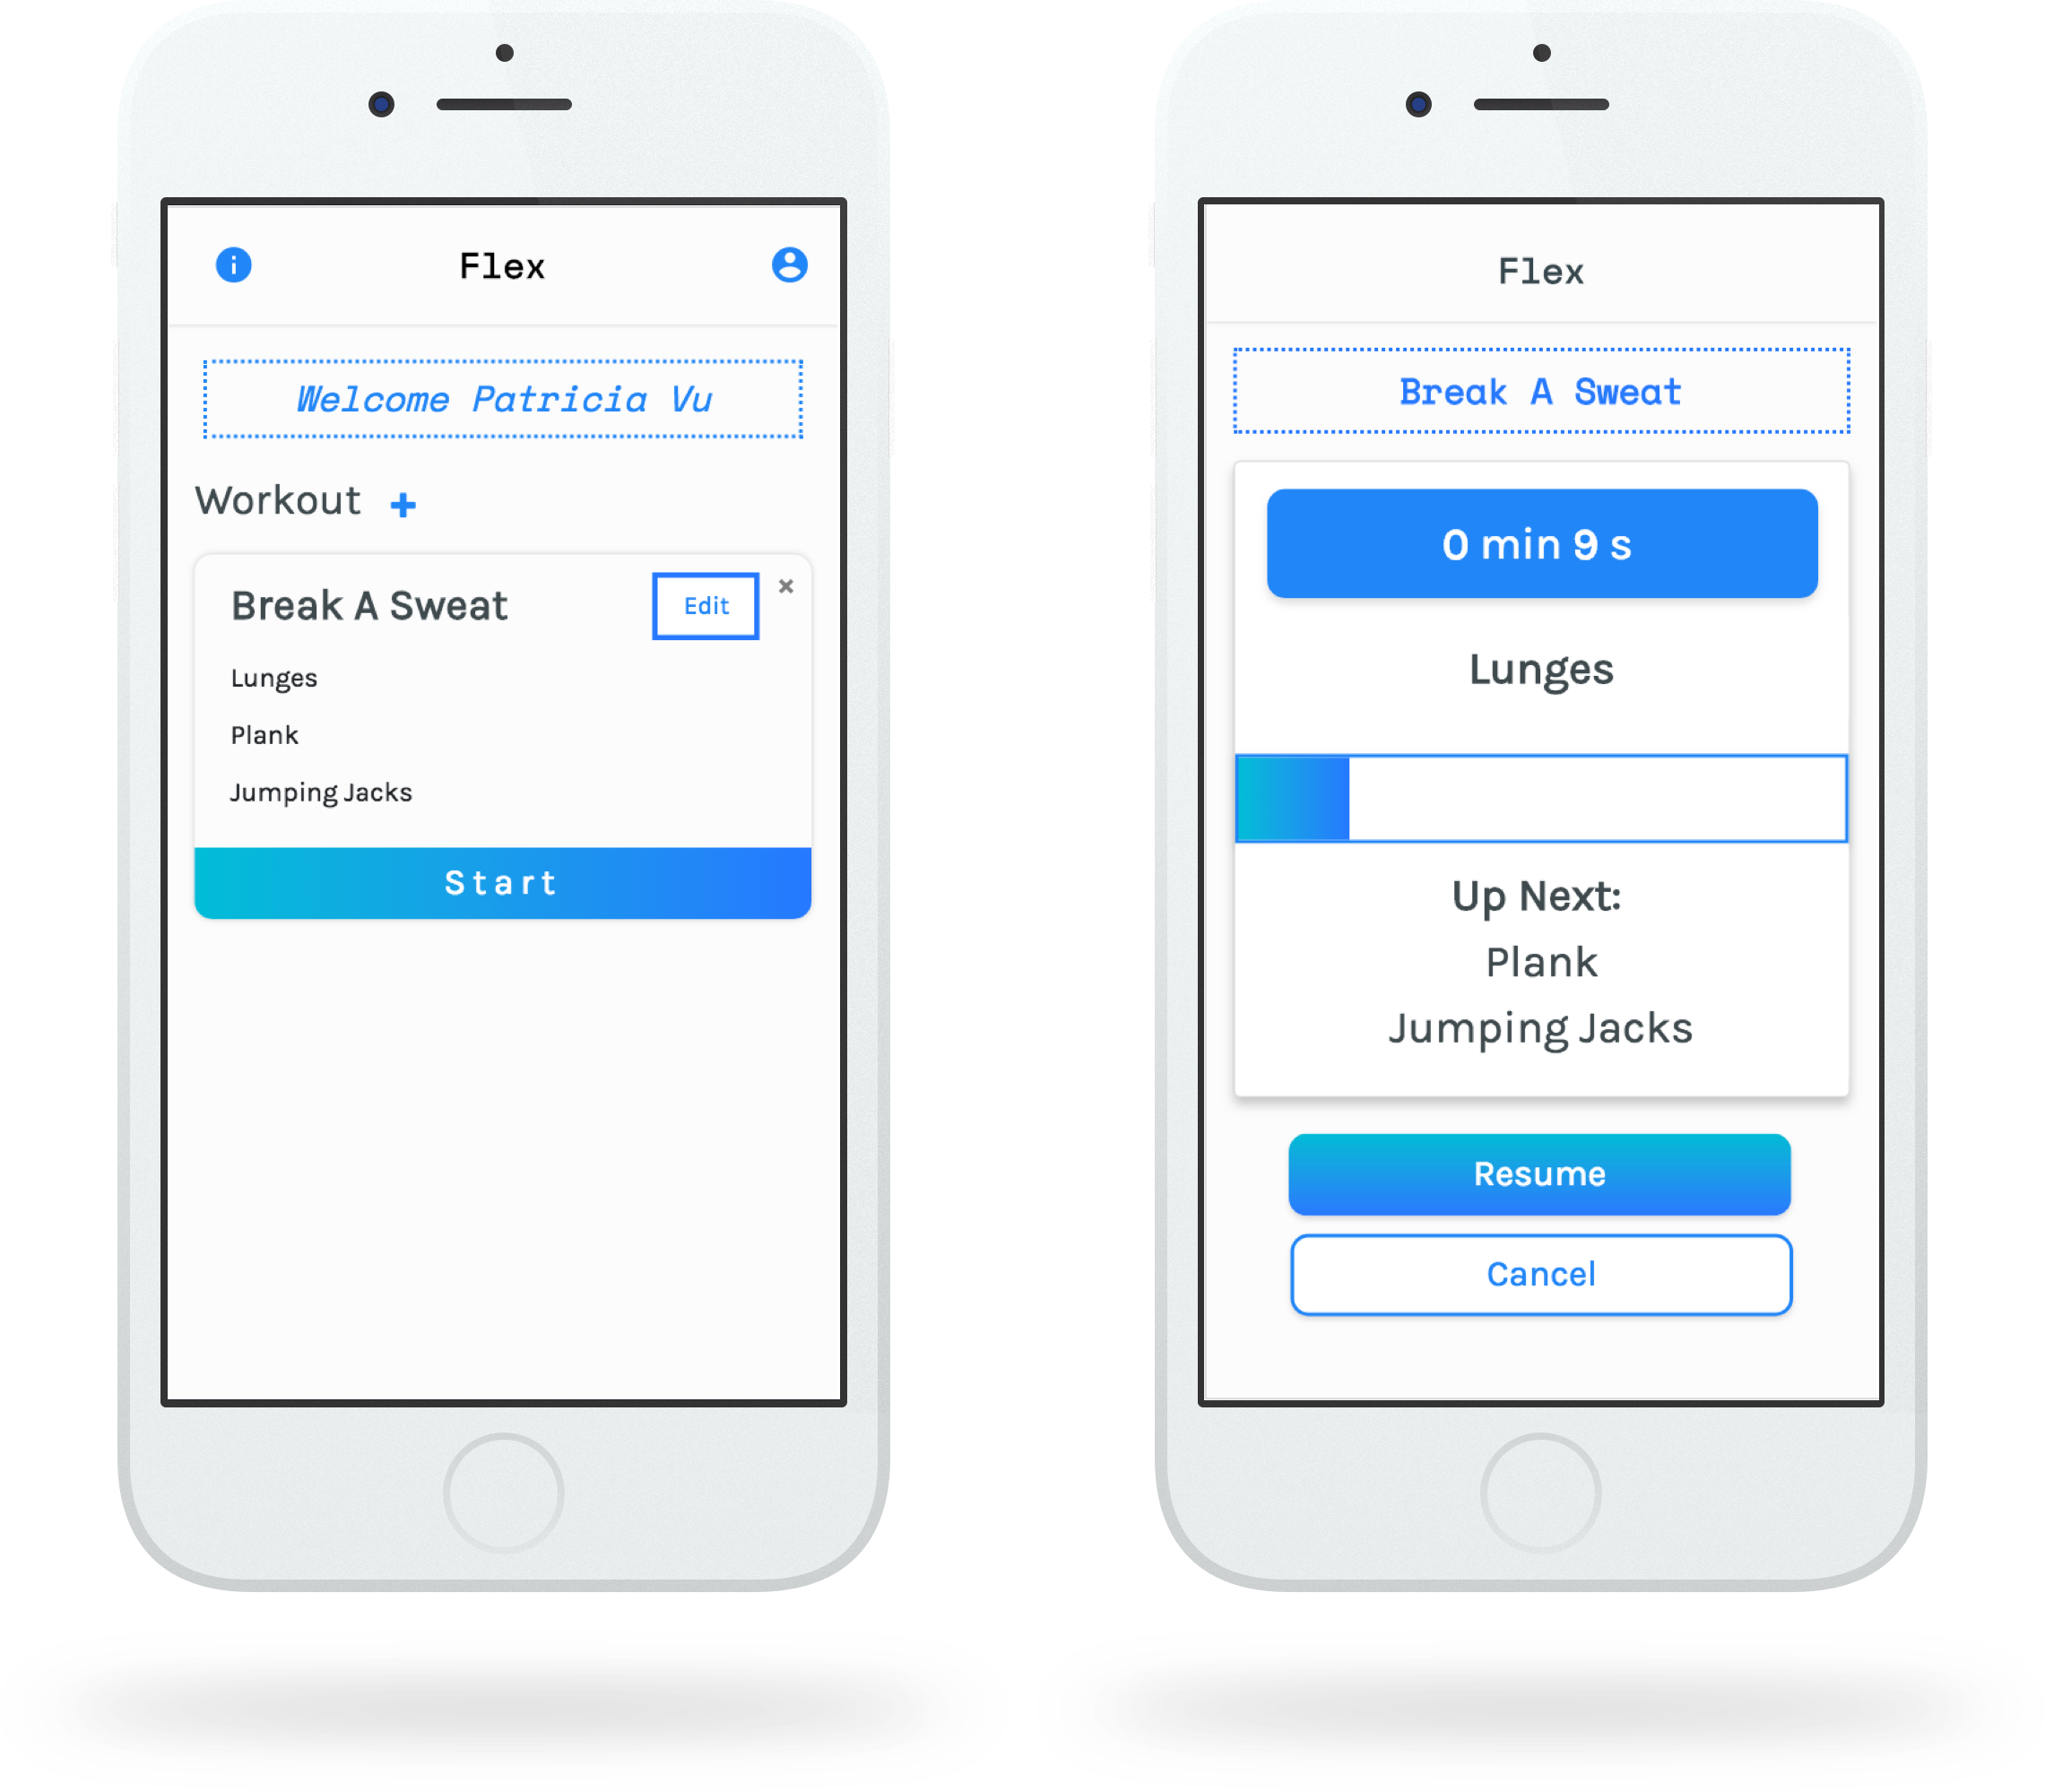 Flex
Welcome Patricia Vu
Workout +
Break A Sweat
Edit
×
Lunges
Plank
Jumping Jacks
Start
Flex
Break A Sweat
0 min 9 s
Lunges
Up Next:
Plank
Jumping Jacks
Resume
Cancel